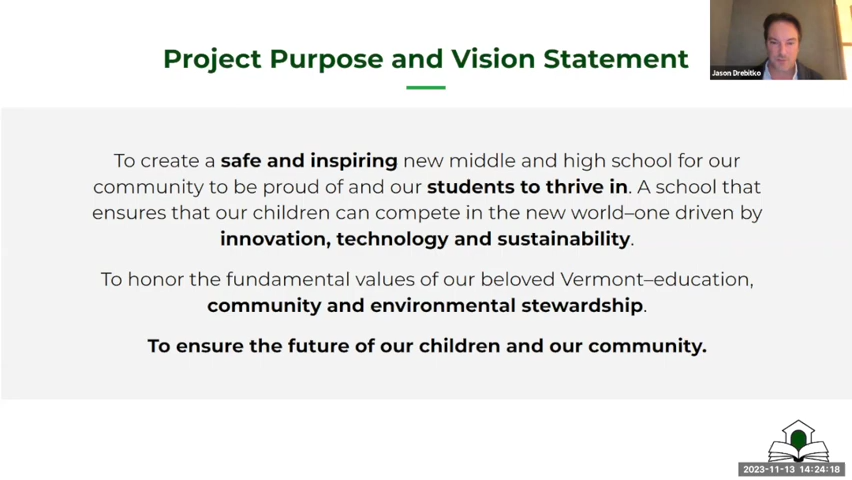 Project Purpose and Vision Statement
Jason Drebitko
To create a safe and inspiring new middle and high school for our
community to be proud of and our students to thrive in. A school that
ensures that our children can compete in the new world–one driven by
innovation, technology and sustainability.
To honor the fundamental values of our beloved Vermont–education,
community and environmental stewardship.
To ensure the future of our children and our community.
2023-11-13 14:24:18